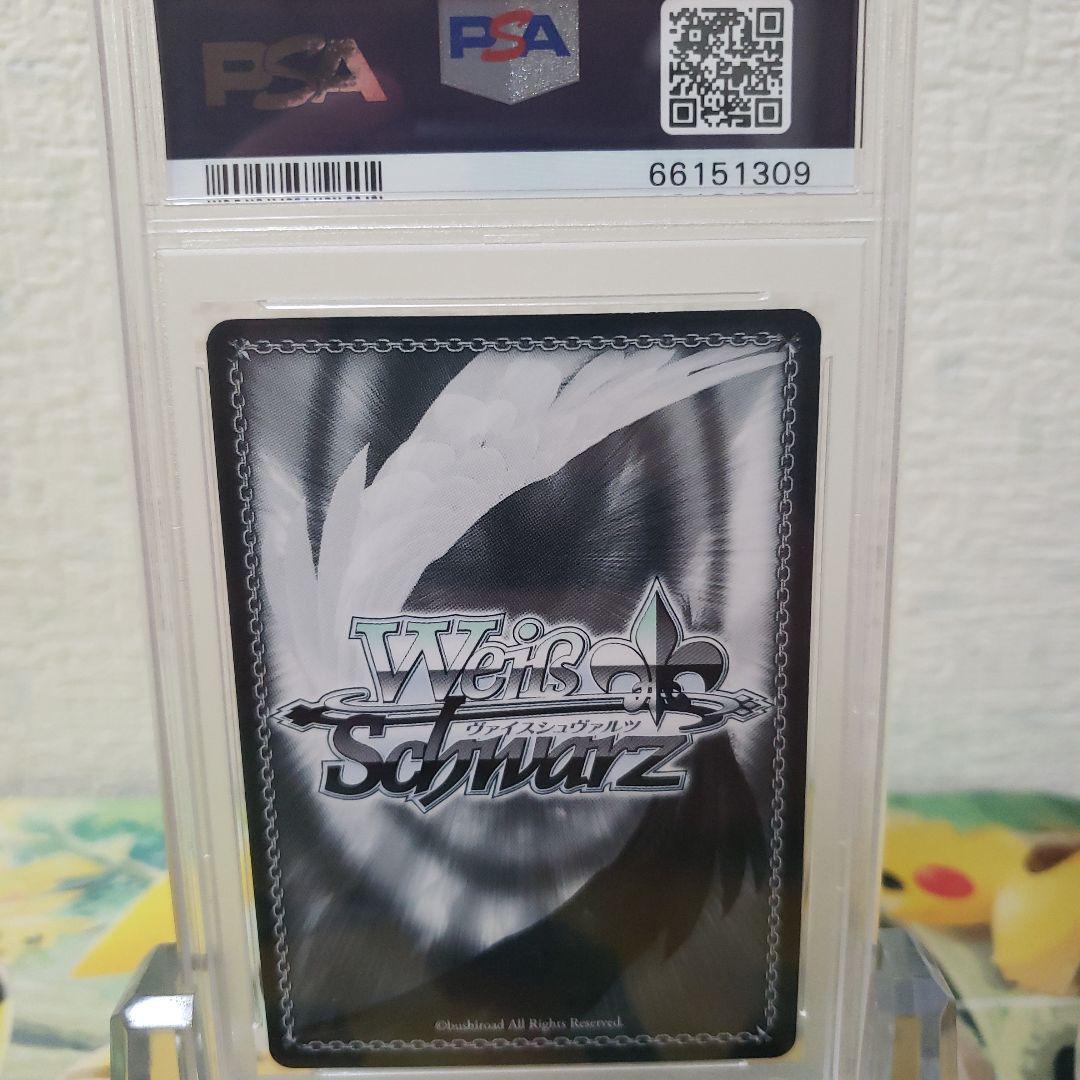 PSA
PSA
66151309
Weiß
ヴァイスシュヴァルツ
Schwarz
©bushiroad All Rights Reserved.